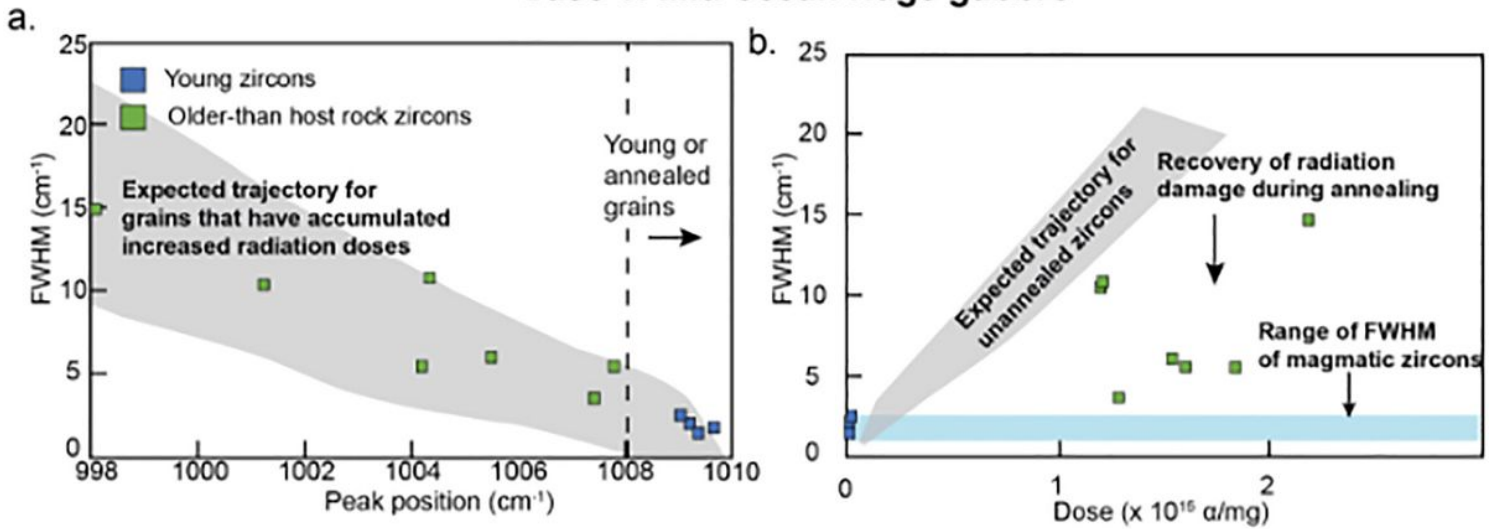 a.
25
20
15
10
5
0
FWHM (cm⁻¹)
Young zircons
Older-than host rock zircons
Expected trajectory for
grains that have accumulated
increased radiation doses
Young or
annealed
grains
998 1000 1002 1004 1006 1008 1010
Peak position (cm⁻¹)
b.
25
20
15
10
5
0
FWHM (cm⁻¹)
Expected trajectory for
unannealed zircons
Recovery of radiation
damage during annealing
Range of FWHM
of magmatic zircons
0 1 2
Dose (x 10¹⁵ α/mg)